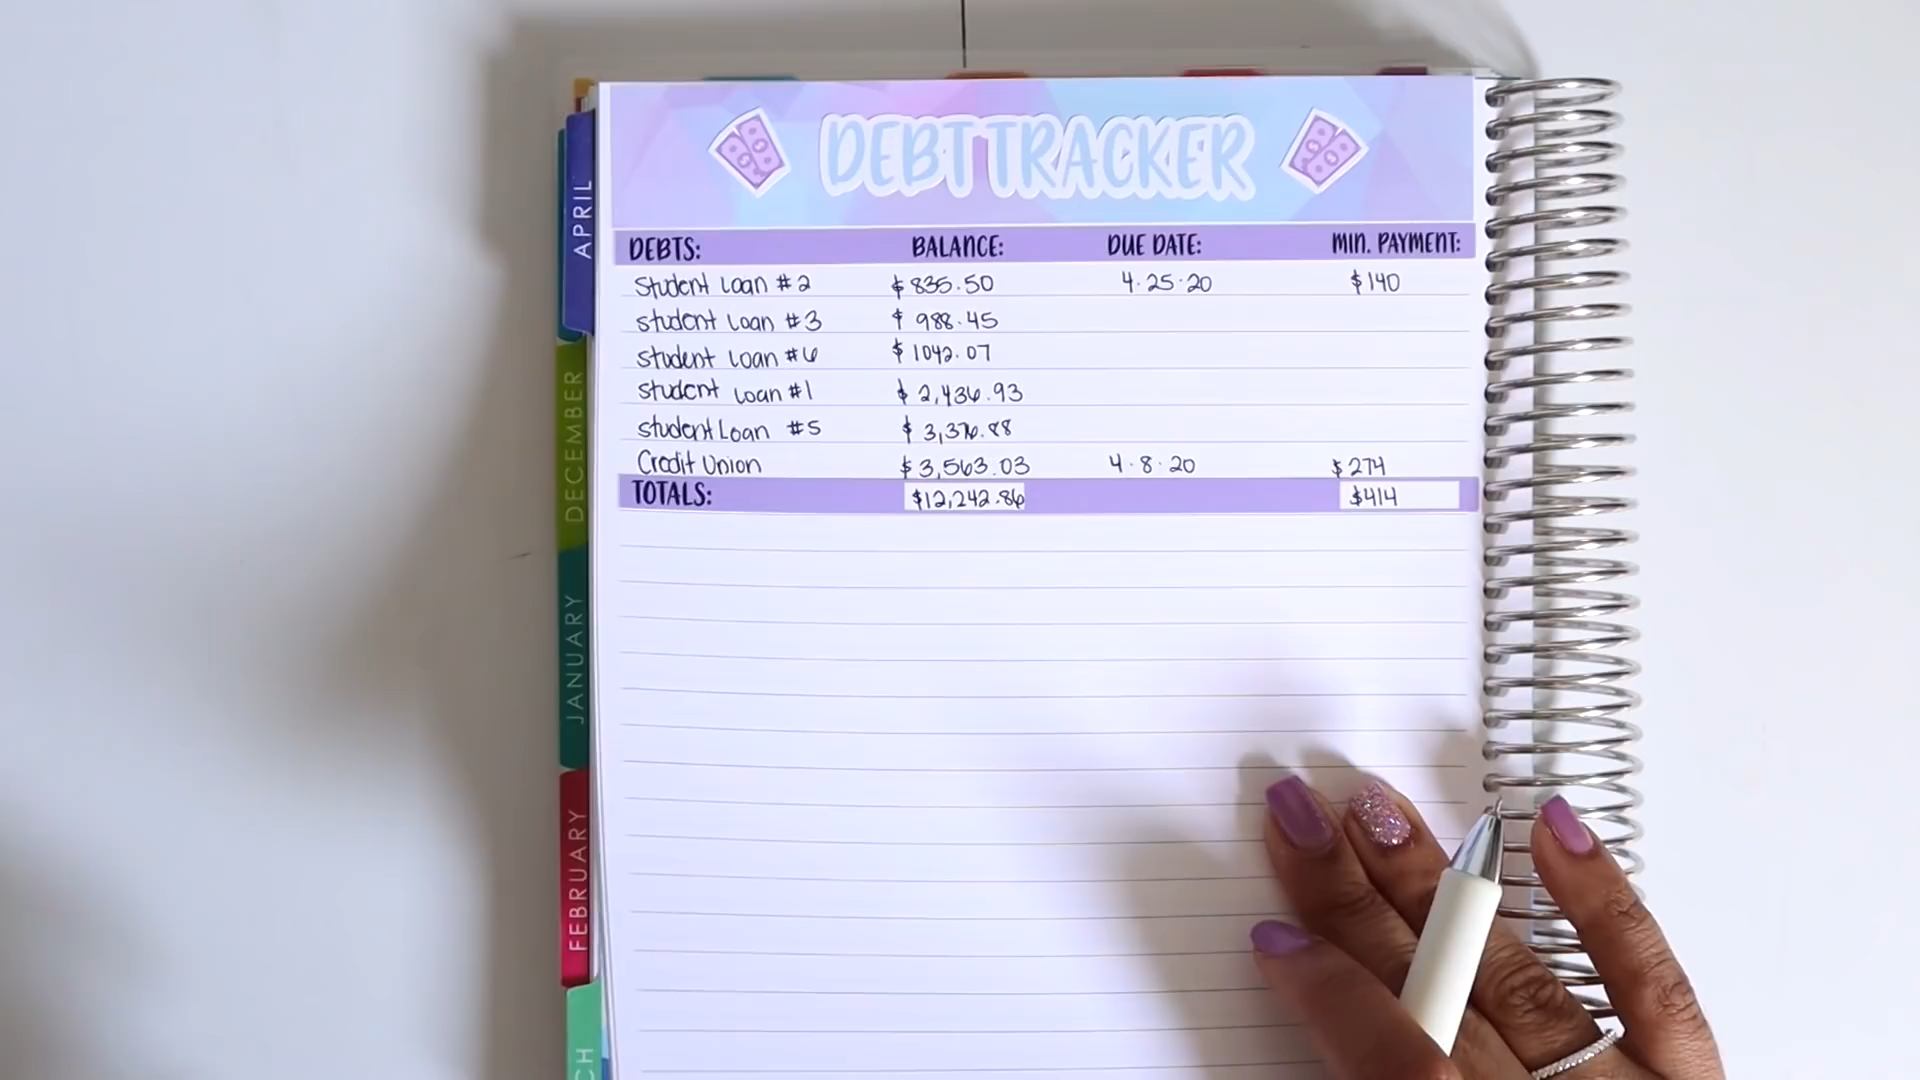 DEBT TRACKER
DEBTS: BALANCE: DUE DATE: MIN. PAYMENT:
Student Loan #2 $835.50 4.25.20 $140
student Loan #3 $988.45
student Loan #6 $1042.07
student Loan #1 $2,436.93
student Loan #5 $3,376.88
Credit Union $3,563.03 4.8.20 $274
TOTALS: $12,242.86 $414
APRIL
DECEMBER
JANUARY
FEBRUARY
CH